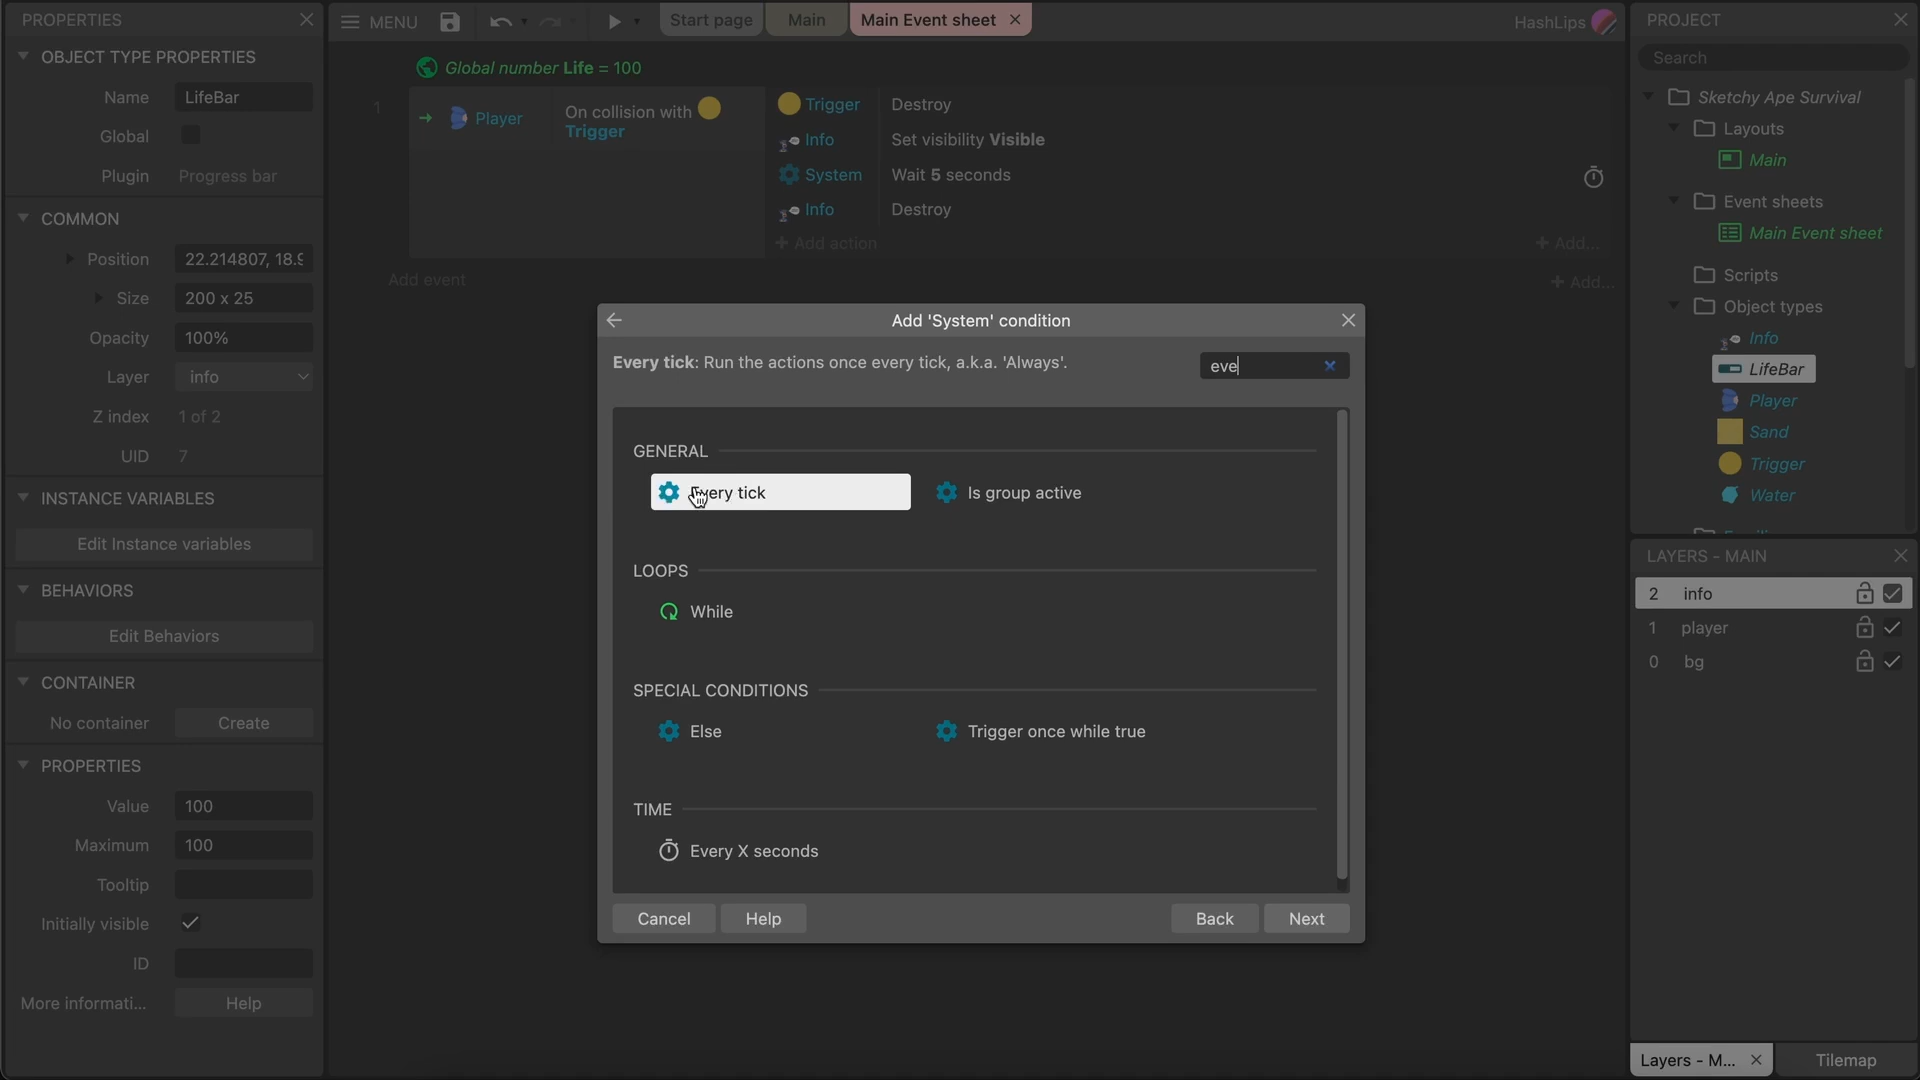 PROPERTIES
OBJECT TYPE PROPERTIES
Name LifeBar
Global
Plugin Progress bar
COMMON
Position 22.214807, 18.9
Size 200 x 25
Opacity 100%
Layer info
Z index 1 of 2
UID 7
INSTANCE VARIABLES
Edit Instance variables
BEHAVIORS
Edit Behaviors
CONTAINER
No container Create
PROPERTIES
Value 100
Maximum 100
Tooltip
Initially visible
ID
More informati... Help
MENU
Start page
Main
Main Event sheet
HashLips
Global number Life = 100
1
Player
On collision with
Trigger
Trigger Destroy
Info Set visibility Visible
System Wait 5 seconds
Info Destroy
+ Add action
+ Add...
Add event
+ Add...
Add 'System' condition
Every tick: Run the actions once every tick, a.k.a. 'Always'.
eve
GENERAL
Every tick
Is group active
LOOPS
While
SPECIAL CONDITIONS
Else
Trigger once while true
TIME
Every X seconds
Cancel
Help
Back
Next
PROJECT
Search
Sketchy Ape Survival
Layouts
Main
Event sheets
Main Event sheet
Scripts
Object types
Info
LifeBar
Player
Sand
Trigger
Water
LAYERS - MAIN
2 info
1 player
0 bg
Layers - M...
Tilemap